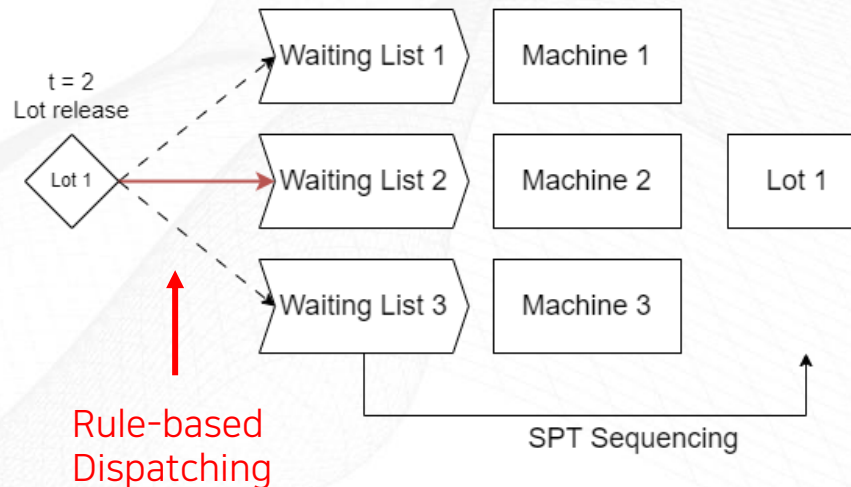 t = 2
Lot release
Lot 1
Waiting List 1
Machine 1
Waiting List 2
Machine 2
Lot 1
Waiting List 3
Machine 3
SPT Sequencing
Rule-based
Dispatching